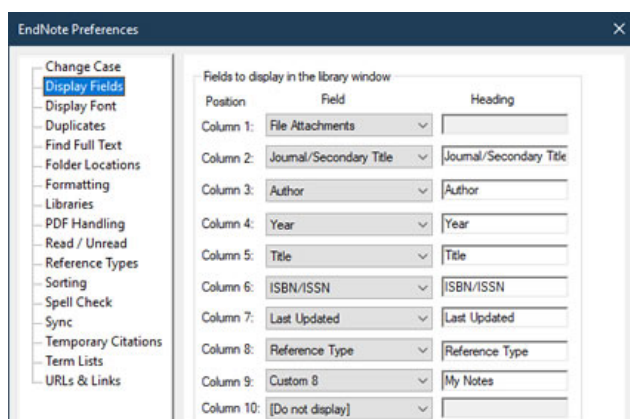 EndNote Preferences
Change Case
Display Fields
Display Font
Duplicates
Find Full Text
Folder Locations
Formatting
Libraries
PDF Handling
Read / Unread
Reference Types
Sorting
Spell Check
Sync
Temporary Citations
Term Lists
URLs & Links
Fields to display in the library window
Position Field Heading
Column 1: File Attachments
Column 2: Journal/Secondary Title Journal/Secondary Title
Column 3: Author Author
Column 4: Year Year
Column 5: Title Title
Column 6: ISBN/ISSN ISBN/ISSN
Column 7: Last Updated Last Updated
Column 8: Reference Type Reference Type
Column 9: Custom 8 My Notes
Column 10: [Do not display]